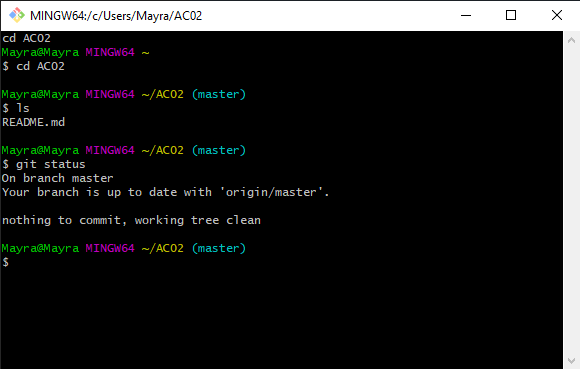 MINGW64:/c/Users/Mayra/AC02
cd AC02
Mayra@Mayra MINGW64 ~
$ cd AC02
Mayra@Mayra MINGW64 ~/AC02 (master)
$ ls
README.md
Mayra@Mayra MINGW64 ~/AC02 (master)
$ git status
On branch master
Your branch is up to date with 'origin/master'.
nothing to commit, working tree clean
Mayra@Mayra MINGW64 ~/AC02 (master)
$